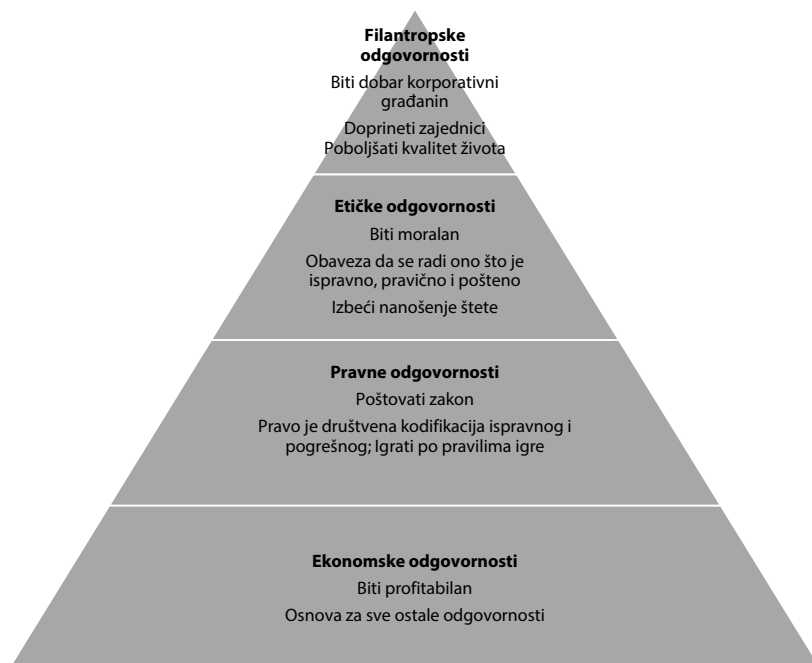 Filantropske
odgovornosti
Biti dobar korporativni
građanin
Doprineti zajednici
Poboljšati kvalitet života
Etičke odgovornosti
Biti moralan
Obaveza da se radi ono što je
ispravno, pravično i pošteno
Izbeći nanošenje štete
Pravne odgovornosti
Poštovati zakon
Pravo je društvena kodifikacija ispravnog i
pogrešnog; Igrati po pravilima igre
Ekonomske odgovornosti
Biti profitabilan
Osnova za sve ostale odgovornosti